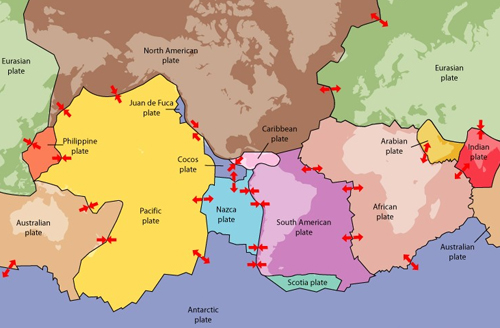 North American
plate
Eurasian
plate
Eurasian
plate
Juan de Fuca
plate
Caribbean
plate
Philippine
plate
Arabian
plate
Indian
plate
Cocos
plate
Australian
plate
Pacific
plate
Nazca
plate
South American
plate
African
plate
Australian
plate
Scotia plate
Antarctic
plate